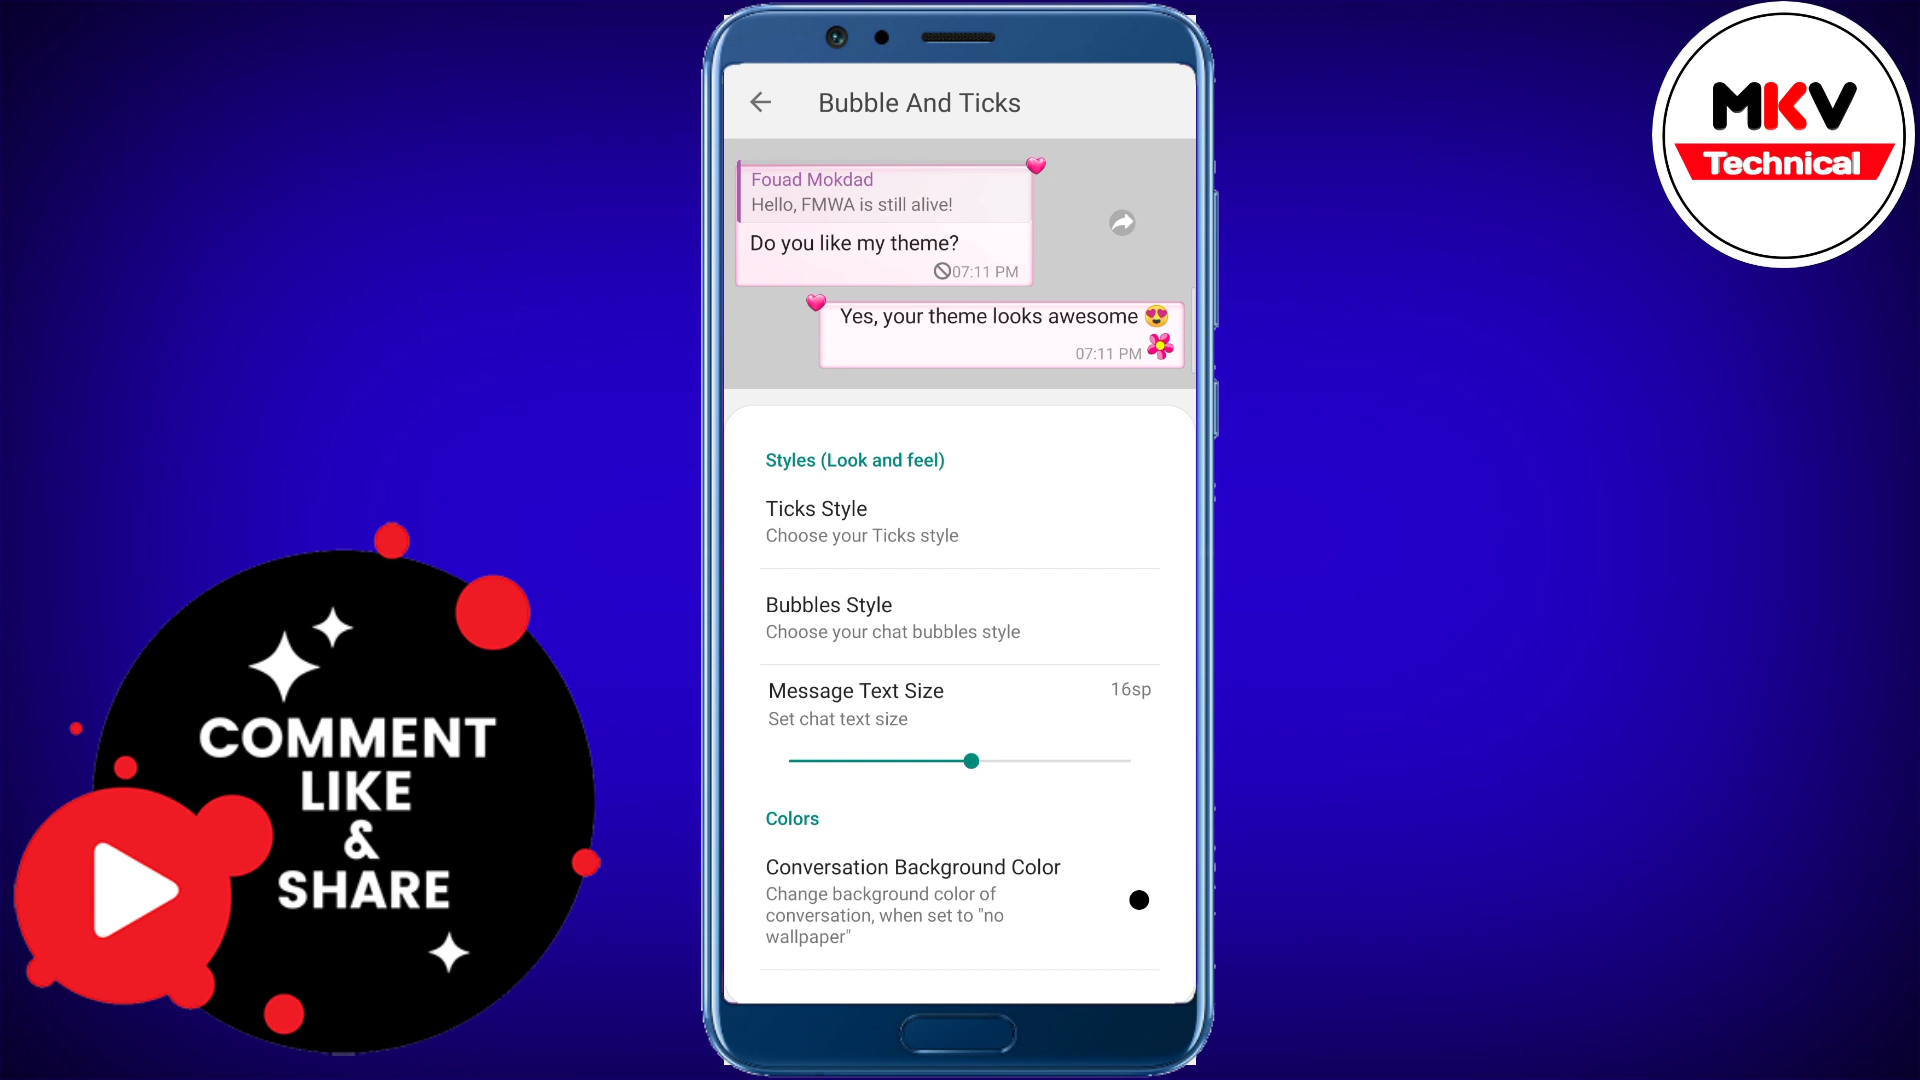 Bubble And Ticks
Fouad Mokdad
Hello, FMWA is still alive!
Do you like my theme?
07:11 PM
Yes, your theme looks awesome 😍
07:11 PM
Styles (Look and feel)
Ticks Style
Choose your Ticks style
Bubbles Style
Choose your chat bubbles style
Message Text Size
16sp
Set chat text size
Colors
Conversation Background Color
Change background color of
conversation, when set to "no
wallpaper"
MKV
Technical
COMMENT
LIKE
&
SHARE